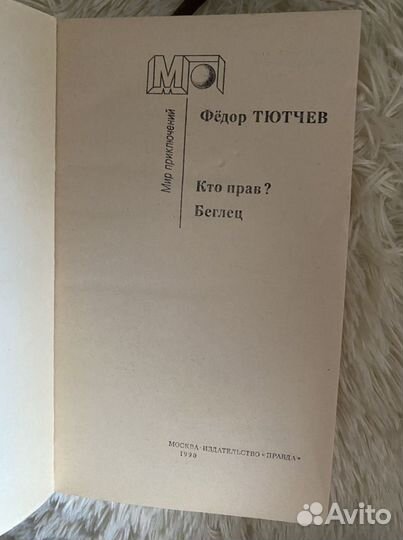 МП
Мир приключений
Фёдор ТЮТЧЕВ
Кто прав?
Беглец
МОСКВА·ИЗДАТЕЛЬСТВО «ПРАВДА»
1990
Avito